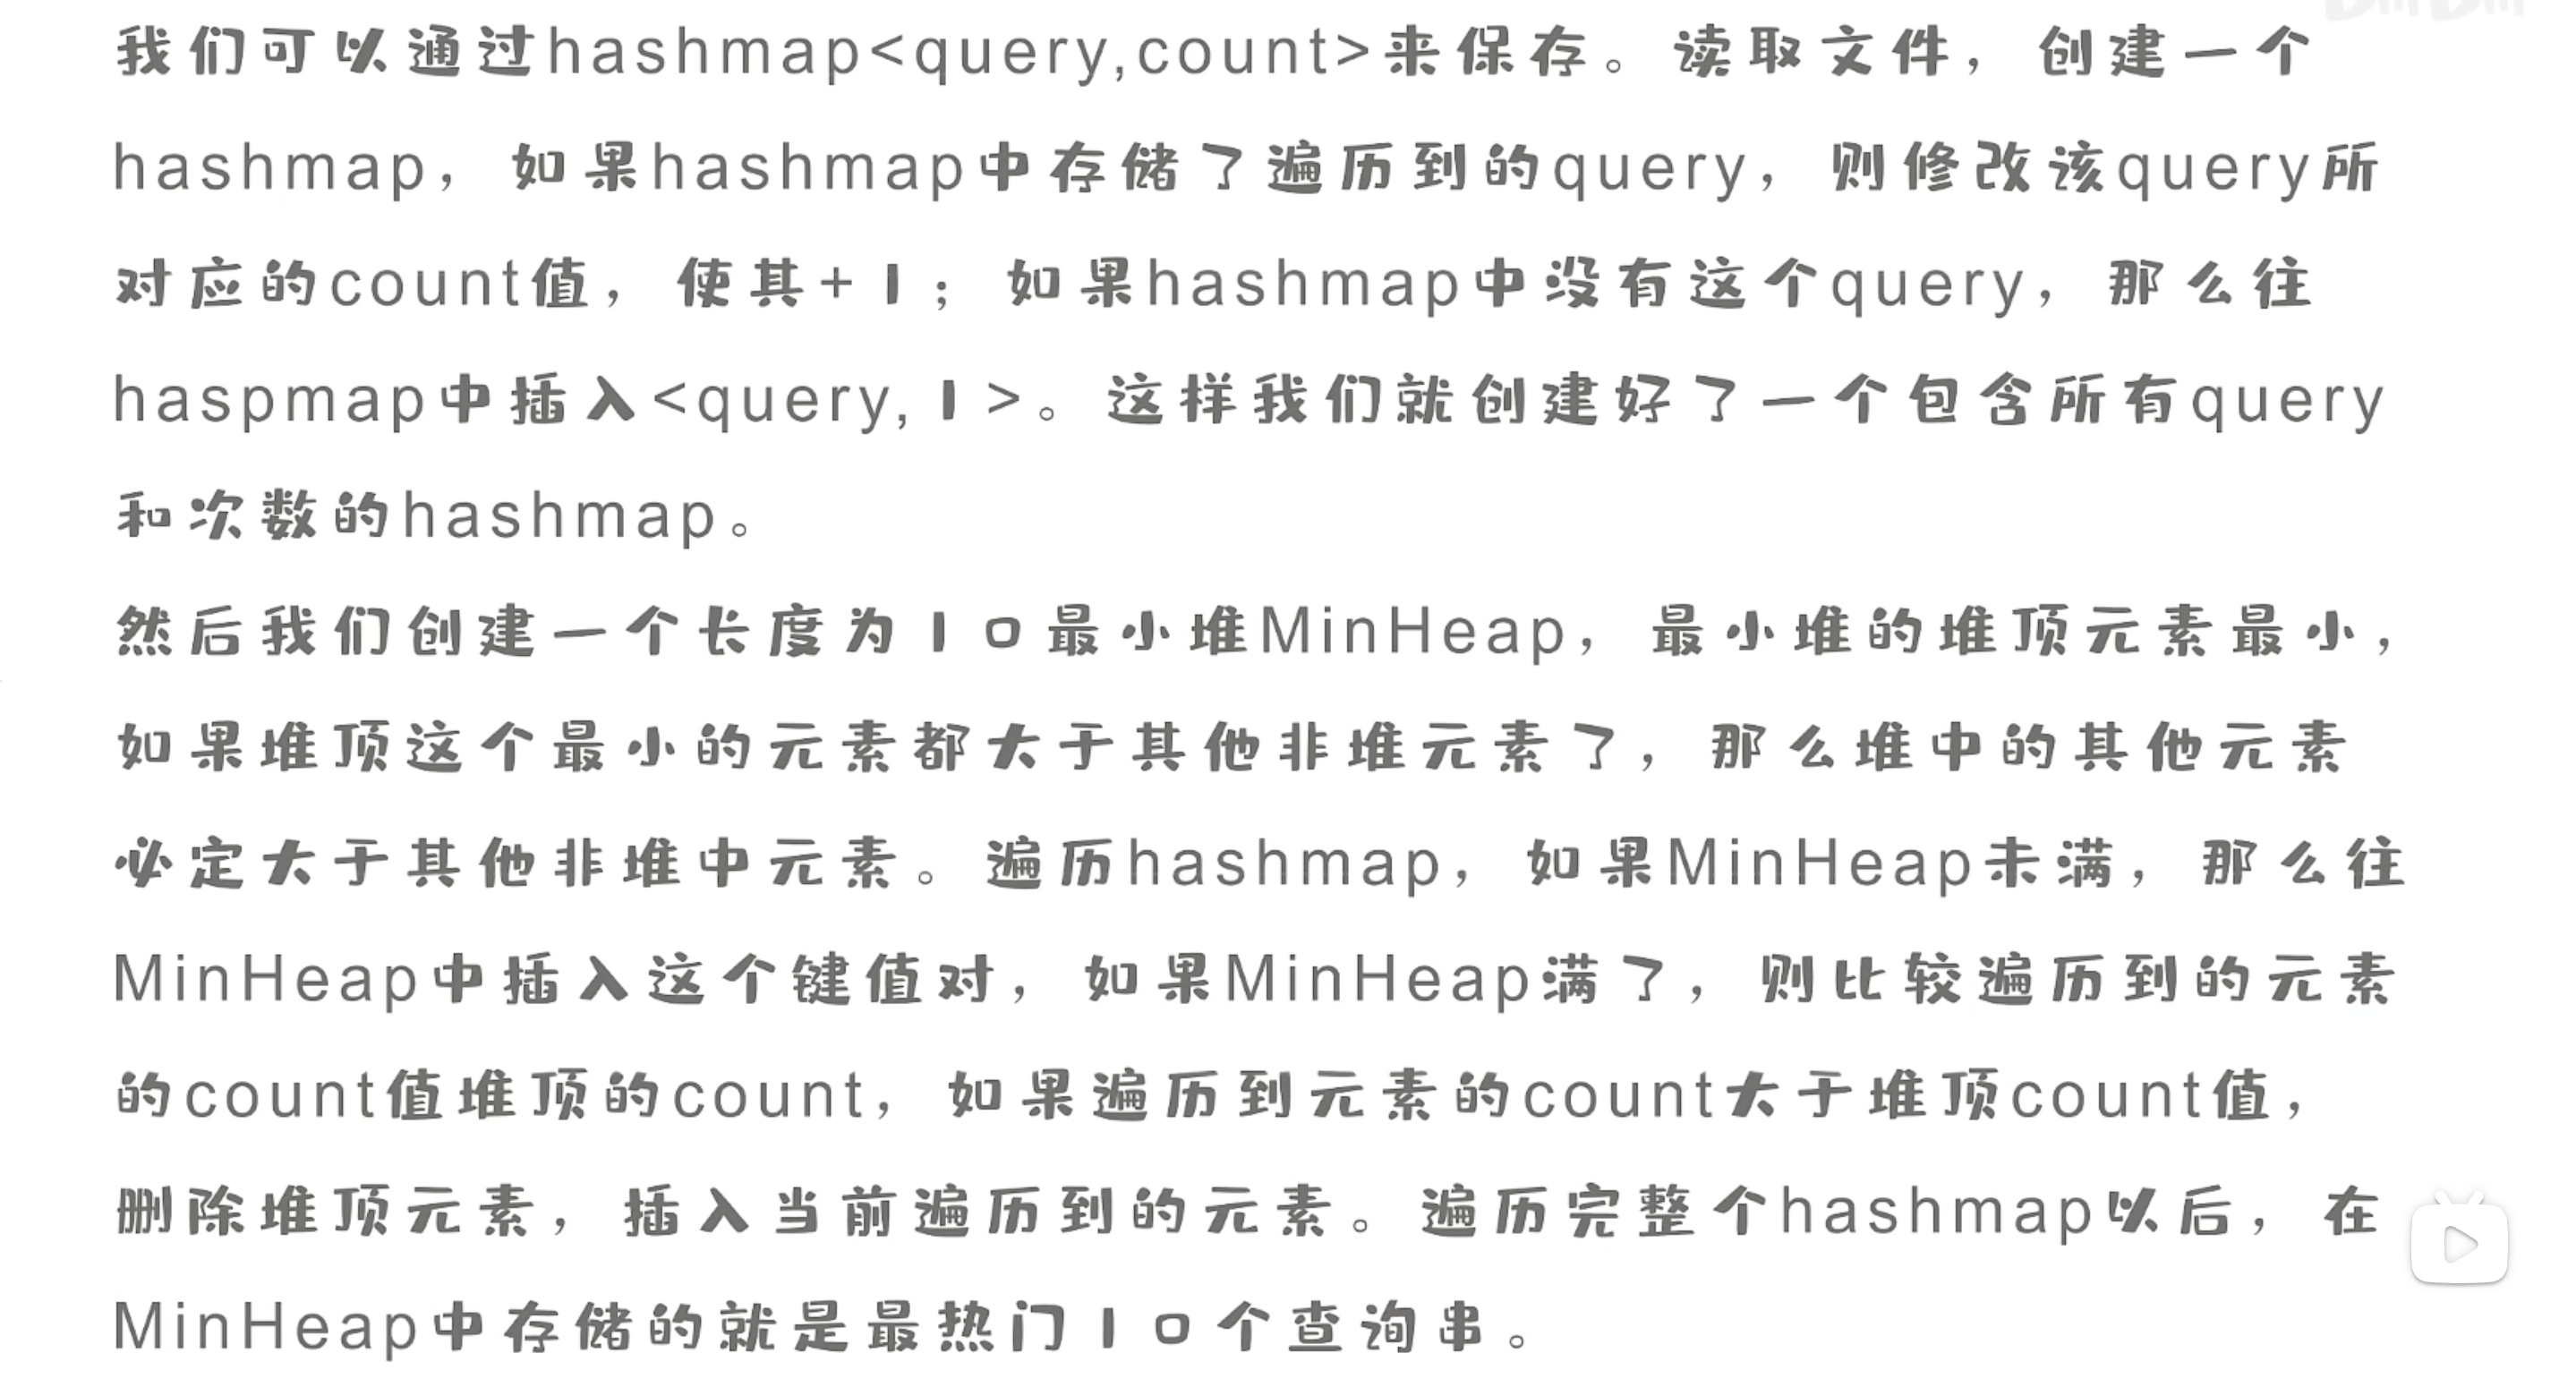 我们可以通过hashmap<query,count>来保存。读取文件，创建一个
hashmap，如果hashmap中存储了遍历到的query，则修改该query所
对应的count值，使其+1；如果hashmap中没有这个query，那么往
haspmap中插入<query,1>。这样我们就创建好了一个包含所有query
和次数的hashmap。
然后我们创建一个长度为10最小堆MinHeap，最小堆的堆顶元素最小，
如果堆顶这个最小的元素都大于其他非堆元素了，那么堆中的其他元素
必定大于其他非堆中元素。遍历hashmap，如果MinHeap未满，那么往
MinHeap中插入这个键值对，如果MinHeap满了，则比较遍历到的元素
的count值堆顶的count，如果遍历到元素的count大于堆顶count值，
删除堆顶元素，插入当前遍历到的元素。遍历完整个hashmap以后，在
MinHeap中存储的就是最热门10个查询串。